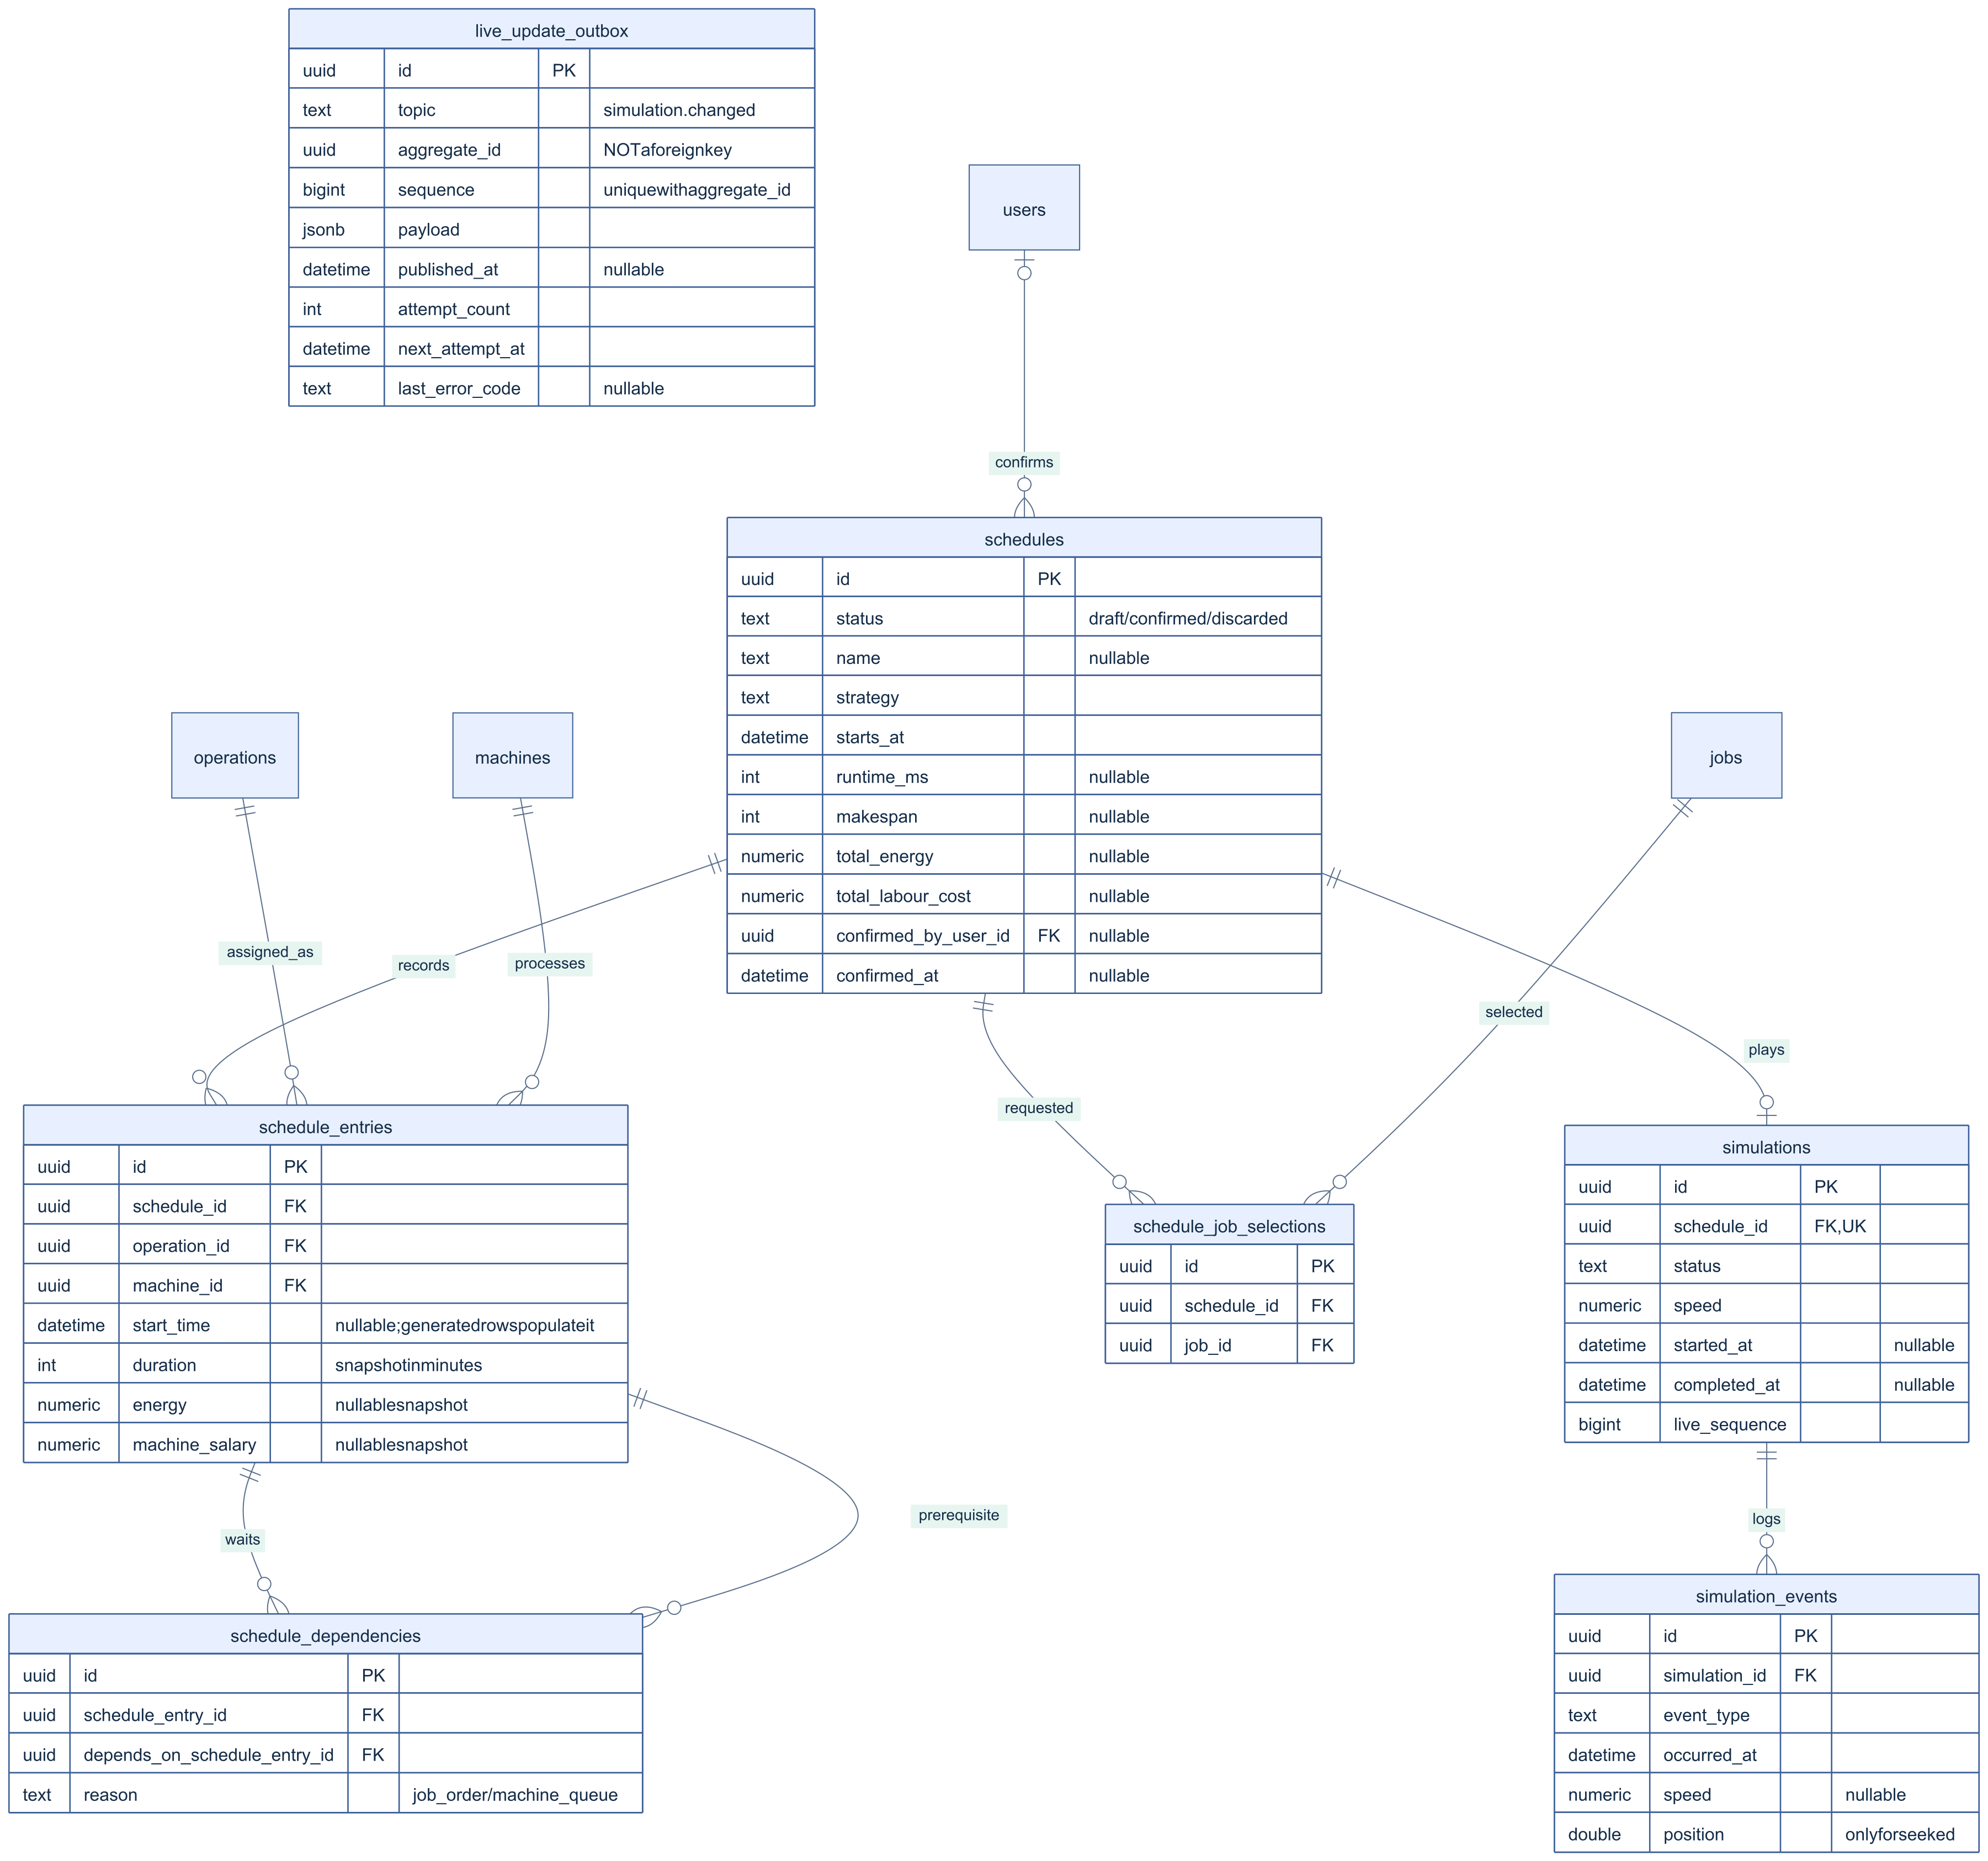 live_update_outbox
uuid id PK
text topic simulation.changed
uuid aggregate_id NOTaforeignkey
bigint sequence uniquewithaggregate_id
jsonb payload
datetime published_at nullable
int attempt_count
datetime next_attempt_at
text last_error_code nullable
users
confirms
schedules
uuid id PK
text status draft/confirmed/discarded
text name nullable
text strategy
datetime starts_at
int runtime_ms nullable
int makespan nullable
numeric total_energy nullable
numeric total_labour_cost nullable
uuid confirmed_by_user_id FK nullable
datetime confirmed_at nullable
operations
machines
jobs
assigned_as
records
processes
selected
plays
requested
schedule_entries
uuid id PK
uuid schedule_id FK
uuid operation_id FK
uuid machine_id FK
datetime start_time nullable;generatedrowspopulateit
int duration snapshotinminutes
numeric energy nullablesnapshot
numeric machine_salary nullablesnapshot
schedule_job_selections
uuid id PK
uuid schedule_id FK
uuid job_id FK
simulations
uuid id PK
uuid schedule_id FK,UK
text status
numeric speed
datetime started_at nullable
datetime completed_at nullable
bigint live_sequence
waits
prerequisite
logs
schedule_dependencies
uuid id PK
uuid schedule_entry_id FK
uuid depends_on_schedule_entry_id FK
text reason job_order/machine_queue
simulation_events
uuid id PK
uuid simulation_id FK
text event_type
datetime occurred_at
numeric speed nullable
double position onlyforseeked